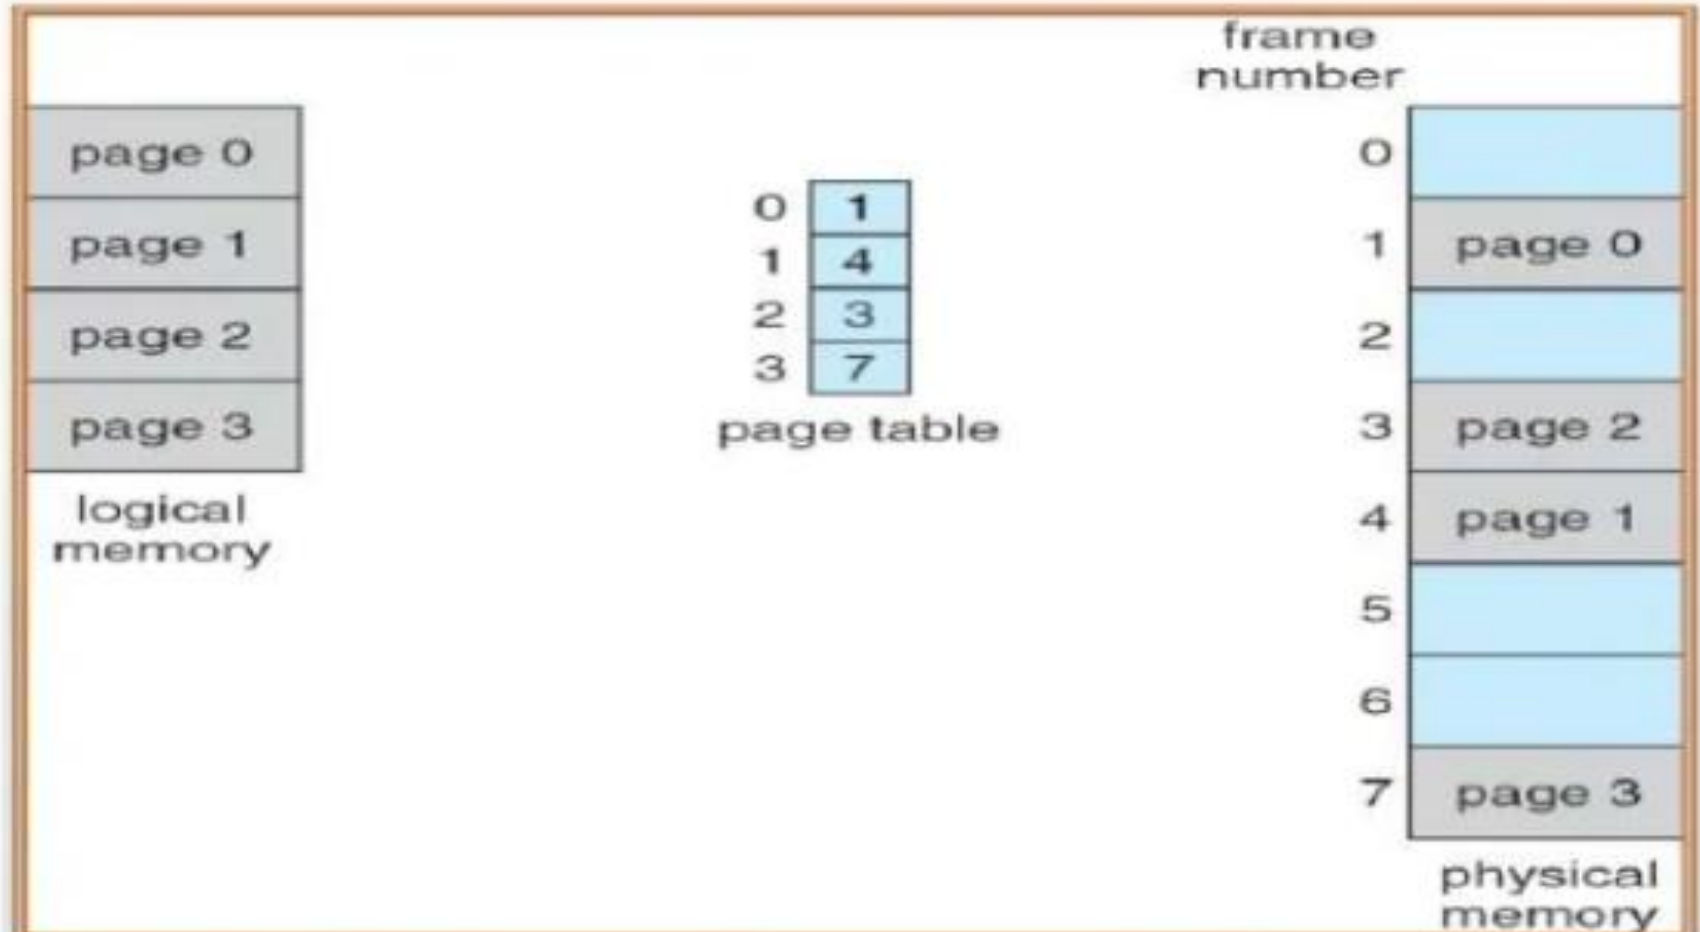 page 0
page 1
page 2
page 3
logical
memory
0 1
1 4
2 3
3 7
page table
frame
number
0
1 page 0
2
3 page 2
4 page 1
5
6
7 page 3
physical
memory